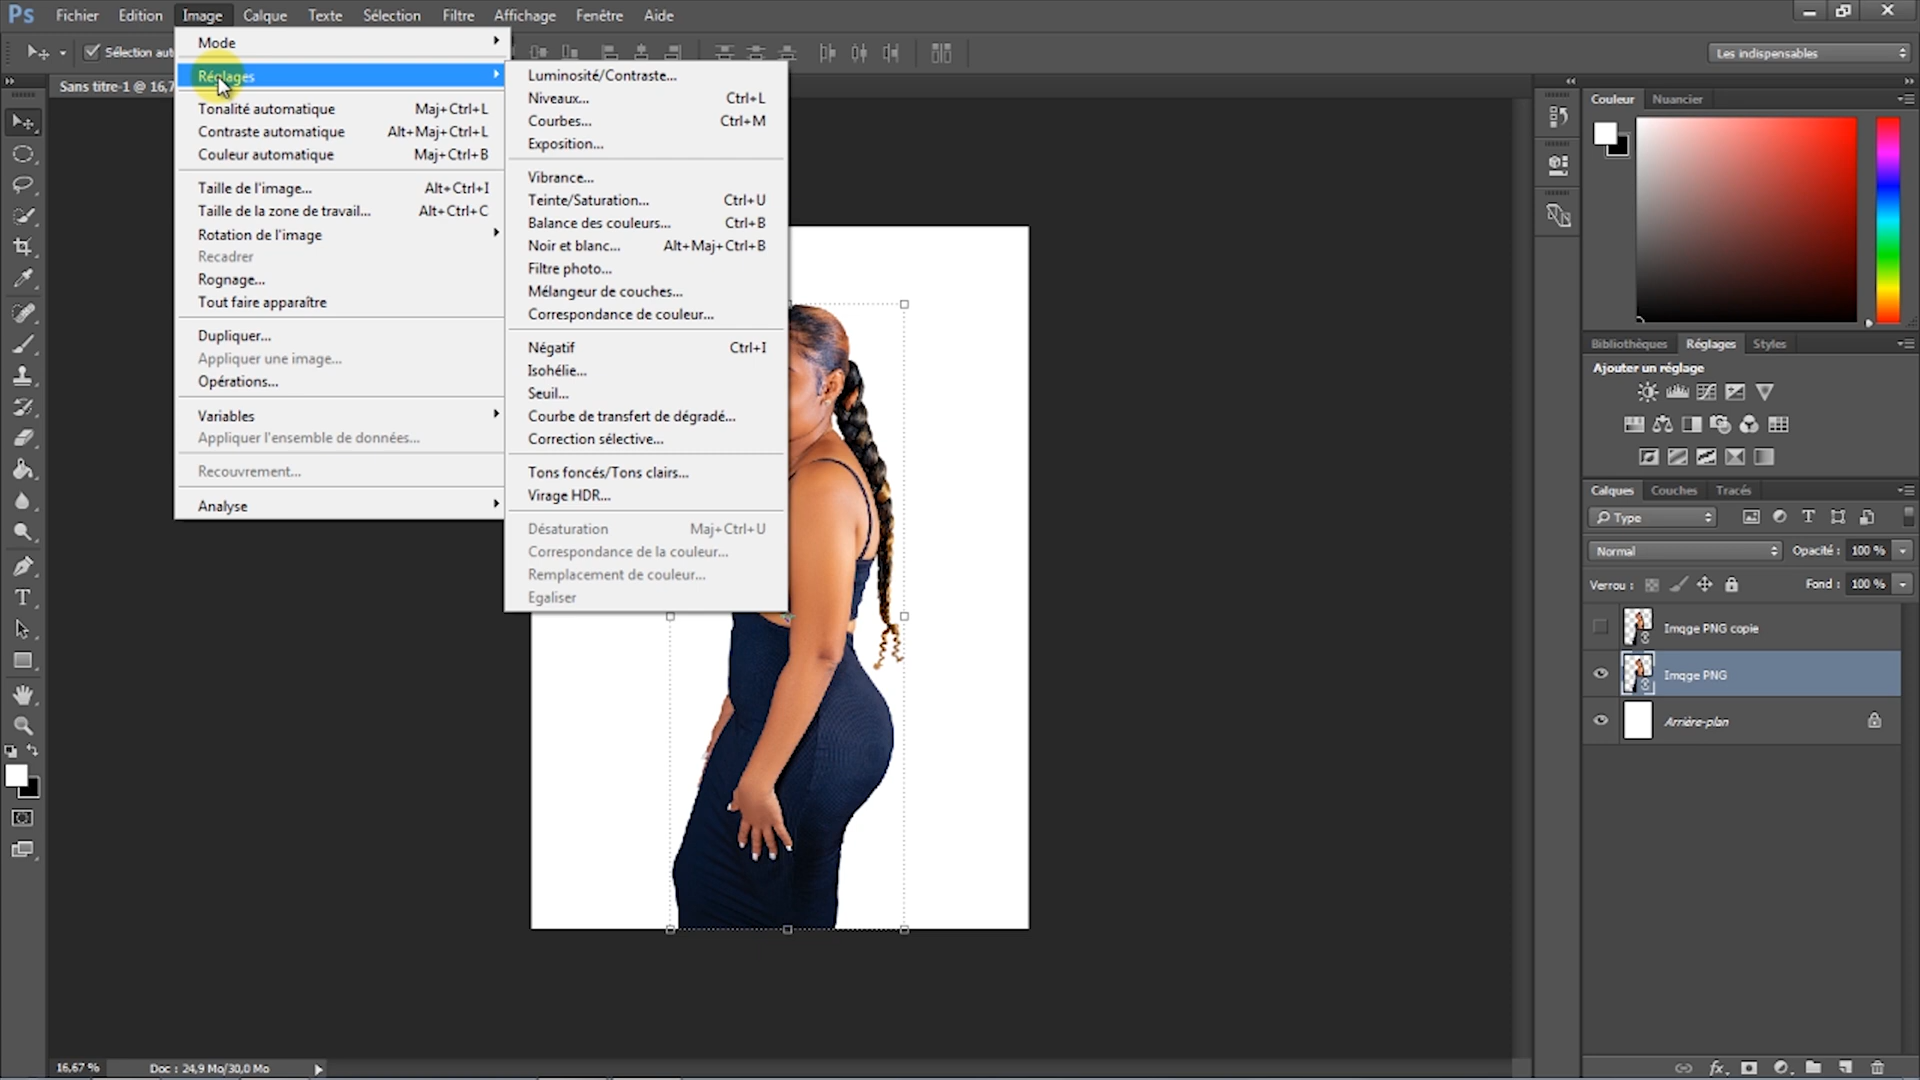 Ps Fichier Edition Image Calque Texte Sélection Filtre Affichage Fenêtre Aide
Sélection
Les indispensables
Sans titre-1 @ 16,7
Mode
Réglages
Tonalité automatique Maj+Ctrl+L
Contraste automatique Alt+Maj+Ctrl+L
Couleur automatique Maj+Ctrl+B
Taille de l'image... Alt+Ctrl+I
Taille de la zone de travail... Alt+Ctrl+C
Rotation de l'image
Recadrer
Rognage...
Tout faire apparaître
Dupliquer...
Appliquer une image...
Opérations...
Variables
Appliquer l'ensemble de données...
Recouvrement...
Analyse
Luminosité/Contraste...
Niveaux... Ctrl+L
Courbes... Ctrl+M
Exposition...
Vibrance...
Teinte/Saturation... Ctrl+U
Balance des couleurs... Ctrl+B
Noir et blanc... Alt+Maj+Ctrl+B
Filtre photo...
Mélangeur de couches...
Correspondance de couleur...
Négatif Ctrl+I
Isohélie...
Seuil...
Courbe de transfert de dégradé...
Correction sélective...
Tons foncés/Tons clairs...
Virage HDR...
Désaturation Maj+Ctrl+U
Correspondance de la couleur...
Remplacement de couleur...
Egaliser
Couleur Nuancier
Bibliothèques Réglages Styles
Ajouter un réglage
Calques Couches Tracés
Type
Normal Opacité : 100 %
Verrou : Fond : 100 %
Image PNG copie
Image PNG
Arrière-plan
16,67 % Doc : 24,9 Mo/30,0 Mo